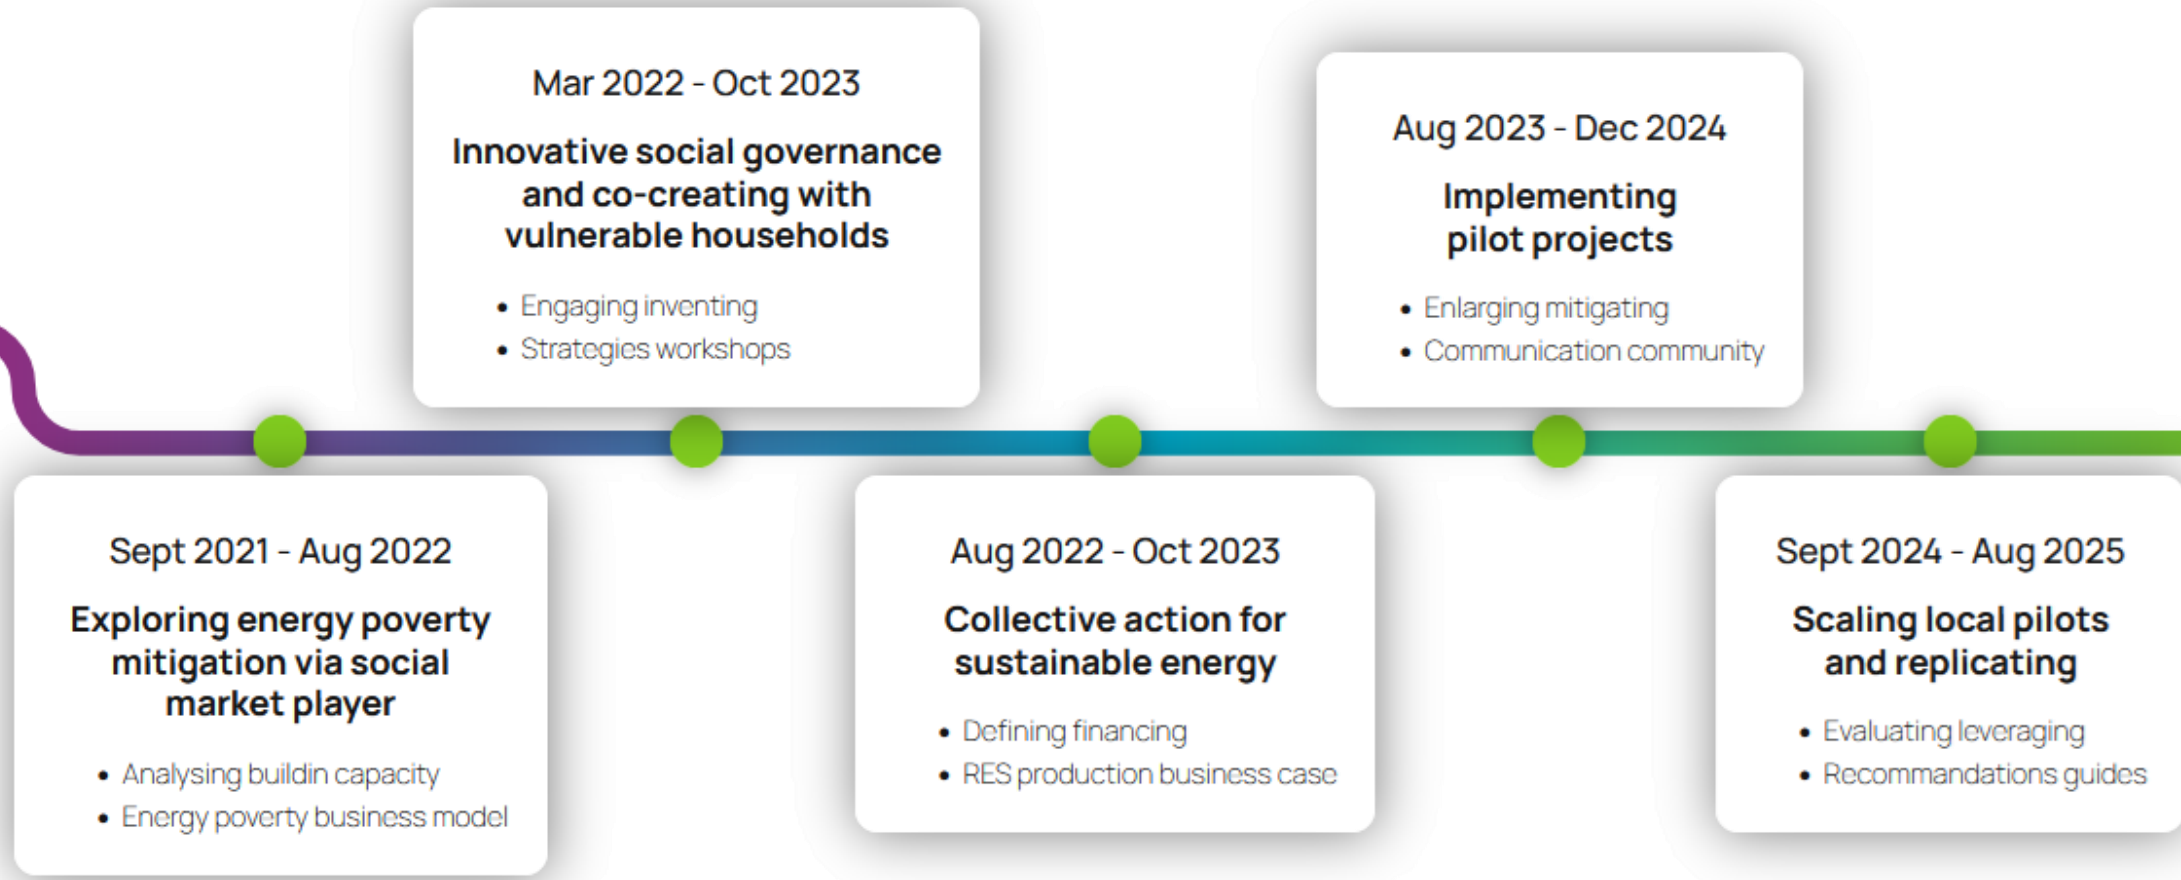 Mar 2022 - Oct 2023
Innovative social governance
and co-creating with
vulnerable households
• Engaging inventing
• Strategies workshops
Aug 2023 - Dec 2024
Implementing
pilot projects
• Enlarging mitigating
• Communication community
Sept 2021 - Aug 2022
Exploring energy poverty
mitigation via social
market player
• Analysing buildin capacity
• Energy poverty business model
Aug 2022 - Oct 2023
Collective action for
sustainable energy
• Defining financing
• RES production business case
Sept 2024 - Aug 2025
Scaling local pilots
and replicating
• Evaluating leveraging
• Recommandations guides